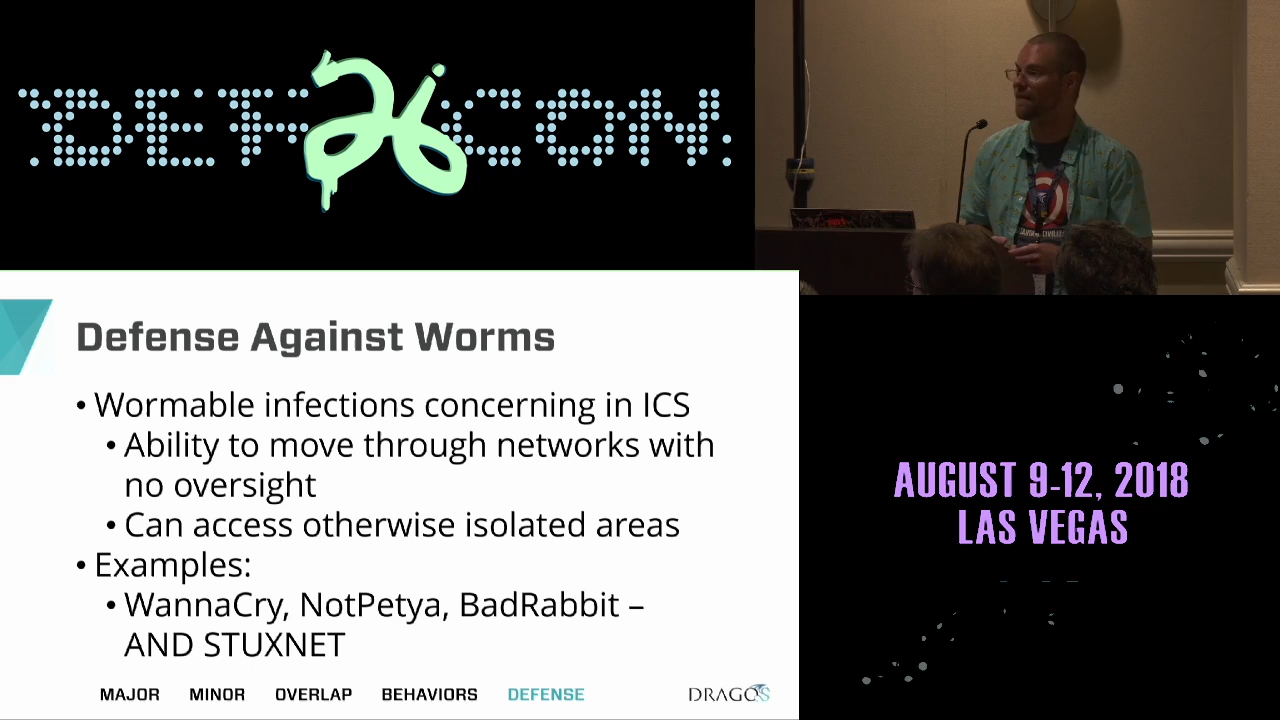 DEF CON 26
Defense Against Worms
• Wormable infections concerning in ICS
• Ability to move through networks with
no oversight
• Can access otherwise isolated areas
• Examples:
• WannaCry, NotPetya, BadRabbit –
AND STUXNET
MAJOR MINOR OVERLAP BEHAVIORS DEFENSE
DRAGOS
AUGUST 9-12, 2018
LAS VEGAS